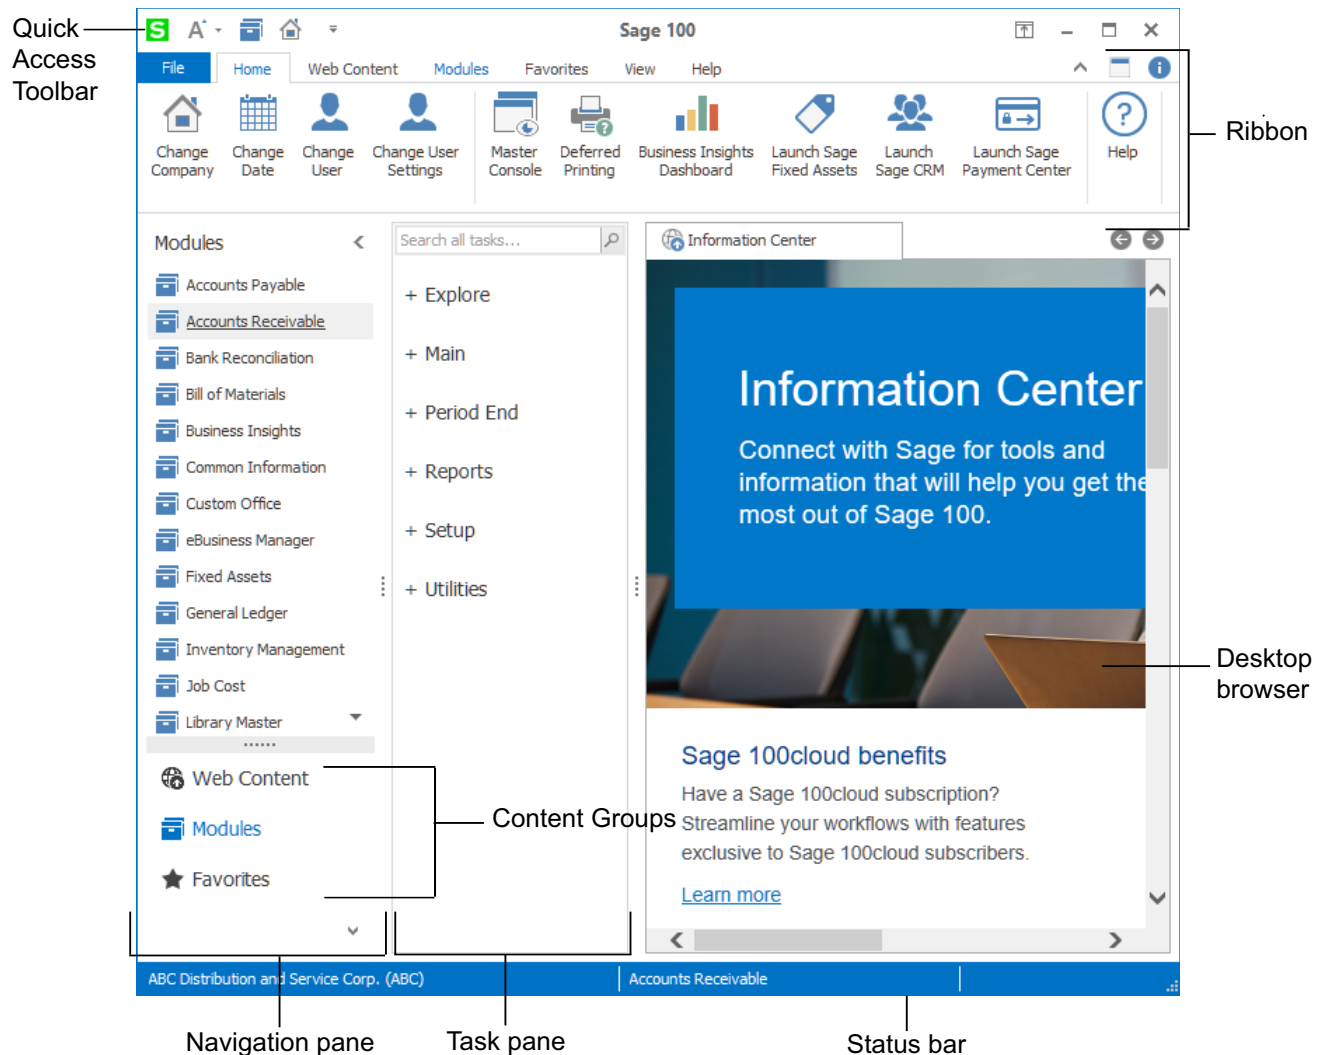 Quick
Access
Toolbar
S
A
Sage 100
File Home Web Content Modules Favorites View Help
Change Company
Change Date
Change User
Change User Settings
Master Console
Deferred Printing
Business Insights Dashboard
Launch Sage Fixed Assets
Launch Sage CRM
Launch Sage Payment Center
Help
Ribbon
Modules
Accounts Payable
Accounts Receivable
Bank Reconciliation
Bill of Materials
Business Insights
Common Information
Custom Office
eBusiness Manager
Fixed Assets
General Ledger
Inventory Management
Job Cost
Library Master
Web Content
Modules
Favorites
Content Groups
Search all tasks...
+ Explore
+ Main
+ Period End
+ Reports
+ Setup
+ Utilities
Information Center
Information Center
Connect with Sage for tools and
information that will help you get the
most out of Sage 100.
Desktop
browser
Sage 100cloud benefits
Have a Sage 100cloud subscription?
Streamline your workflows with features
exclusive to Sage 100cloud subscribers.
Learn more
ABC Distribution and Service Corp. (ABC)
Accounts Receivable
Navigation pane
Task pane
Status bar